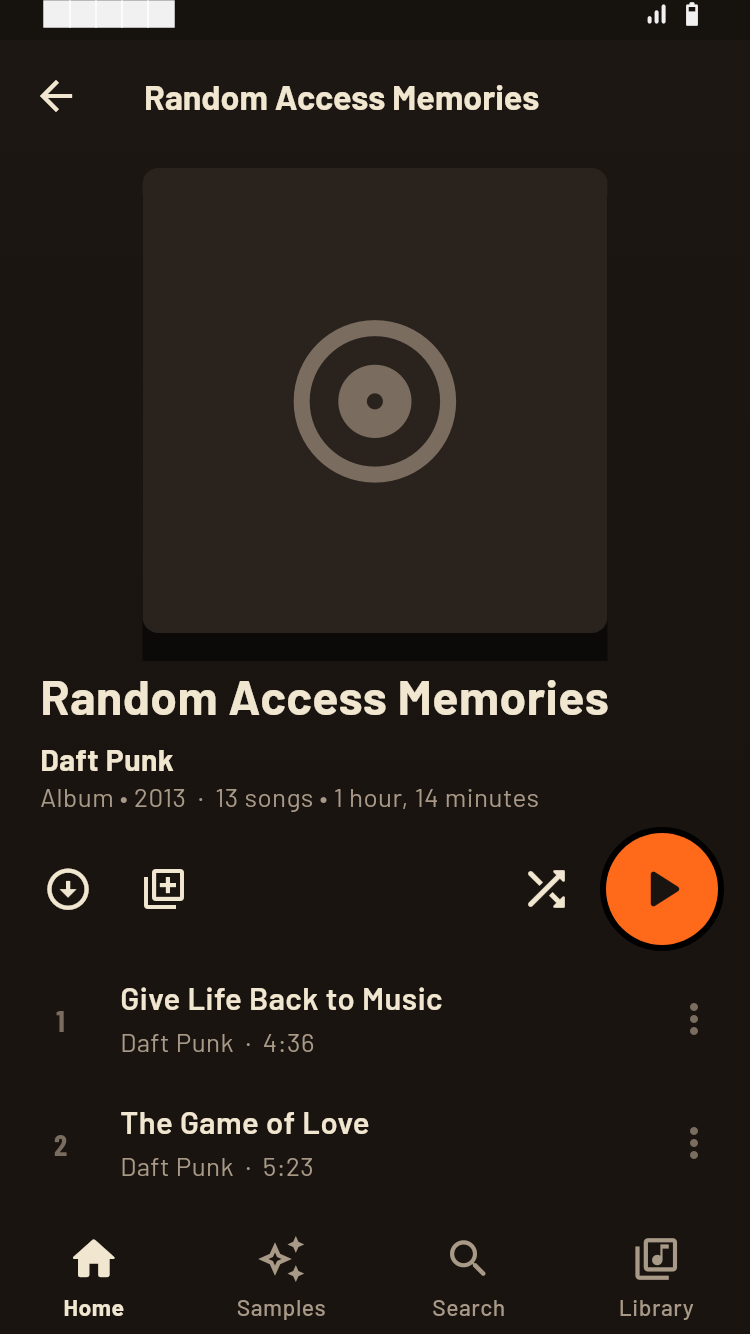 Random Access Memories
Random Access Memories
Daft Punk
Album • 2013 · 13 songs • 1 hour, 14 minutes
1
Give Life Back to Music
Daft Punk · 4:36
2
The Game of Love
Daft Punk · 5:23
Home
Samples
Search
Library